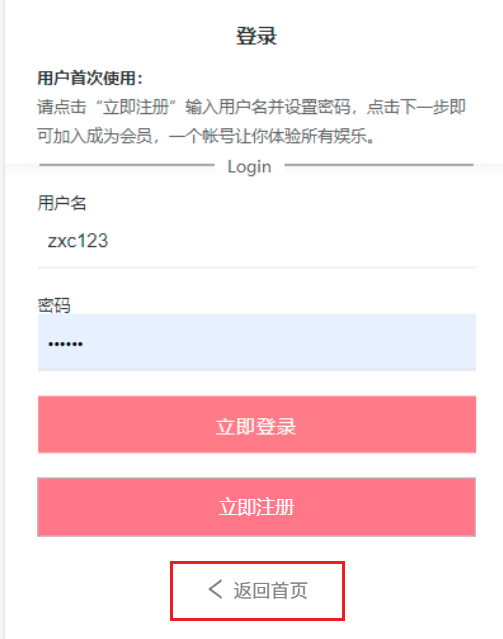 登录
用户首次使用：
请点击“立即注册”输入用户名并设置密码，点击下一步即
可加入成为会员，一个帐号让你体验所有娱乐。
Login
用户名
zxc123
密码
••••••
立即登录
立即注册
< 返回首页